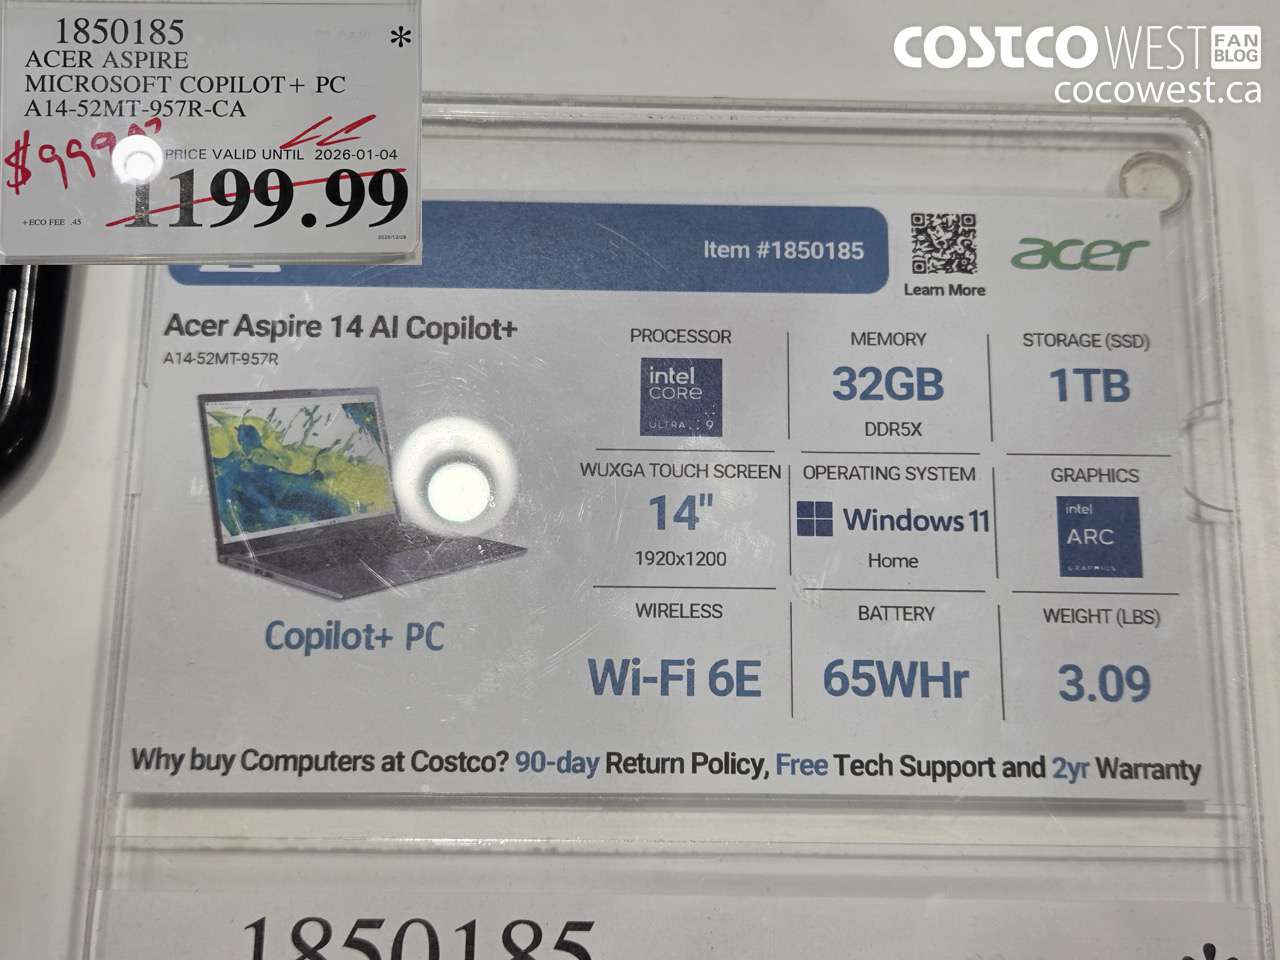 1850185 *
ACER ASPIRE
MICROSOFT COPILOT+ PC
A14-52MT-957R-CA
PRICE VALID UNTIL 2026-01-04
1199.99
+ECO FEE .45
COSTCO WEST FAN BLOG
cocowest.ca
Item #1850185
Learn More
acer
Acer Aspire 14 AI Copilot+
A14-52MT-957R
Copilot+ PC
PROCESSOR
intel
CORE
ULTRA 9
MEMORY
32GB
DDR5X
STORAGE (SSD)
1TB
WUXGA TOUCH SCREEN
14"
1920x1200
OPERATING SYSTEM
Windows 11
Home
GRAPHICS
intel
ARC
GRAPHICS
WIRELESS
Wi-Fi 6E
BATTERY
65WHr
WEIGHT (LBS)
3.09
Why buy Computers at Costco? 90-day Return Policy, Free Tech Support and 2yr Warranty
1850185 *